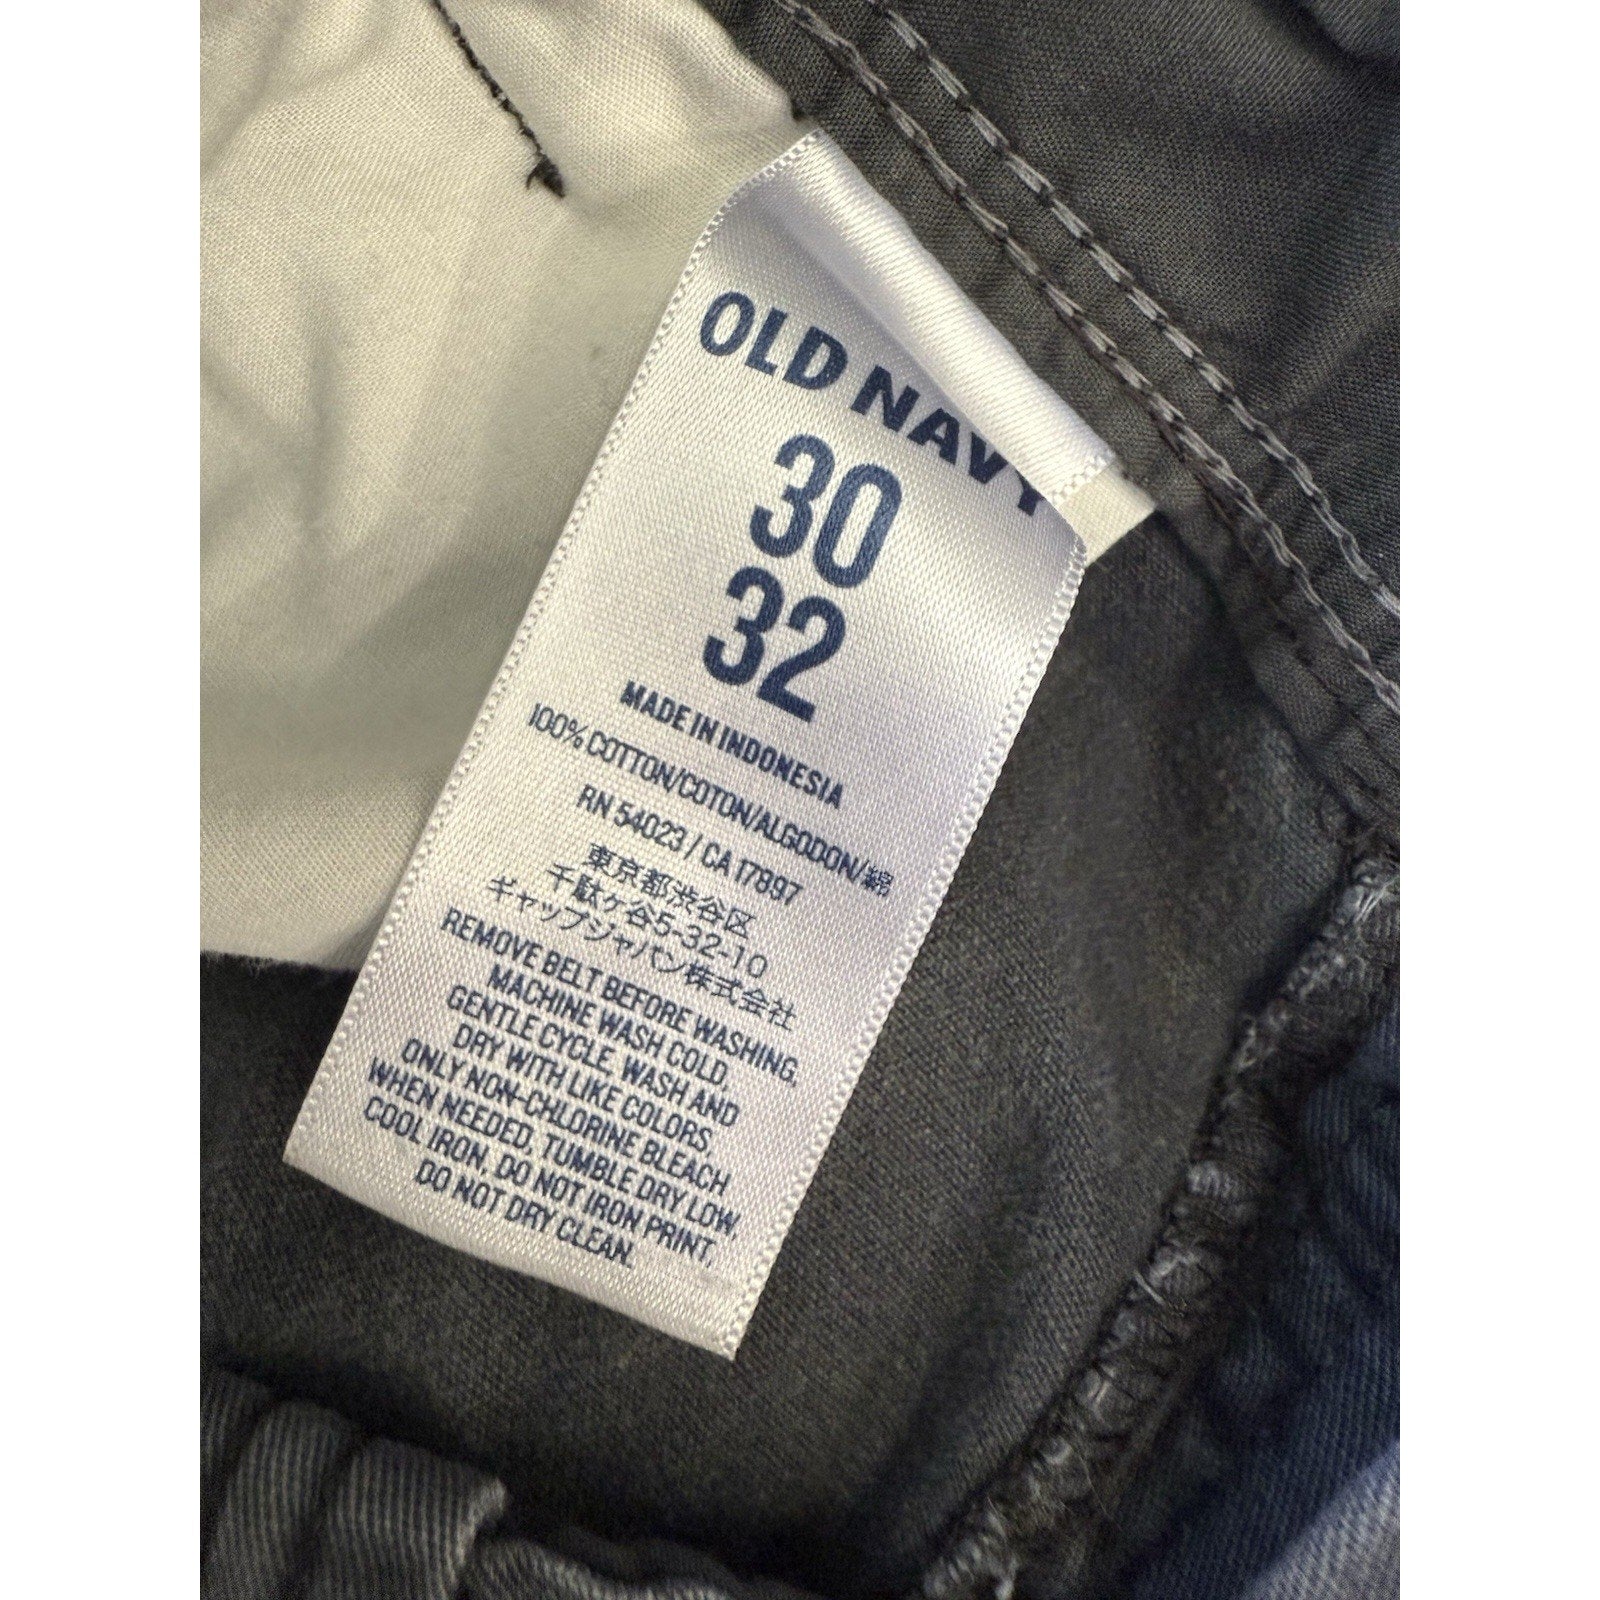 OLD NAVY
30
32
MADE IN INDONESIA
100% COTTON/COTON/ALGODON/綿
RN 54023 / CA 17897
東京都渋谷区
千駄ヶ谷5-32-10
ギャップジャパン株式会社
REMOVE BELT BEFORE WASHING,
MACHINE WASH COLD,
GENTLE CYCLE, WASH AND
DRY WITH LIKE COLORS,
ONLY NON-CHLORINE BLEACH
WHEN NEEDED, TUMBLE DRY LOW,
COOL IRON, DO NOT IRON PRINT,
DO NOT DRY CLEAN.